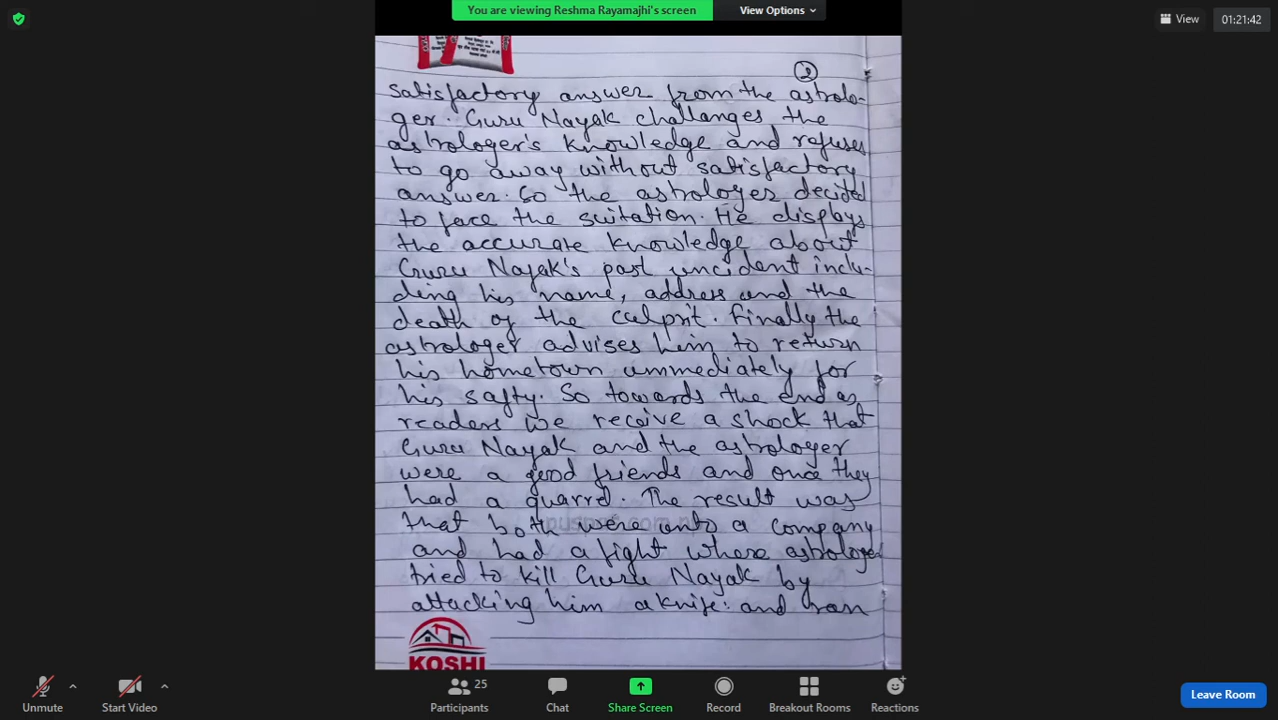 You are viewing Reshma Rayamajhi's screen
View Options
View
01:21:42
2
satisfactory answer from the astrolo-
ger. Guru Nayak challanges the
astrologer's knowledge and refuses
to go away without satisfactory
answer. So the astrologer decided
to face the suitation. He displays
the accurate knowledge about
Guru Nayak's past uncident inclu-
ding his name, address and the
death of the culprit. Finally the
astrologer advises him to return
his hometown ummediately for
his safty. So towards the end as
readers we receive a shock that
Guru Nayak and the astrologer
were a good friends and once they
had a quarrel. The result was
that both were unto a company
and had a fight where astrologer
tried to kill Guru Nayak by
attacking him a knife: and ran
KOSHI
Unmute
Start Video
25
Participants
Chat
Share Screen
Record
Breakout Rooms
Reactions
Leave Room